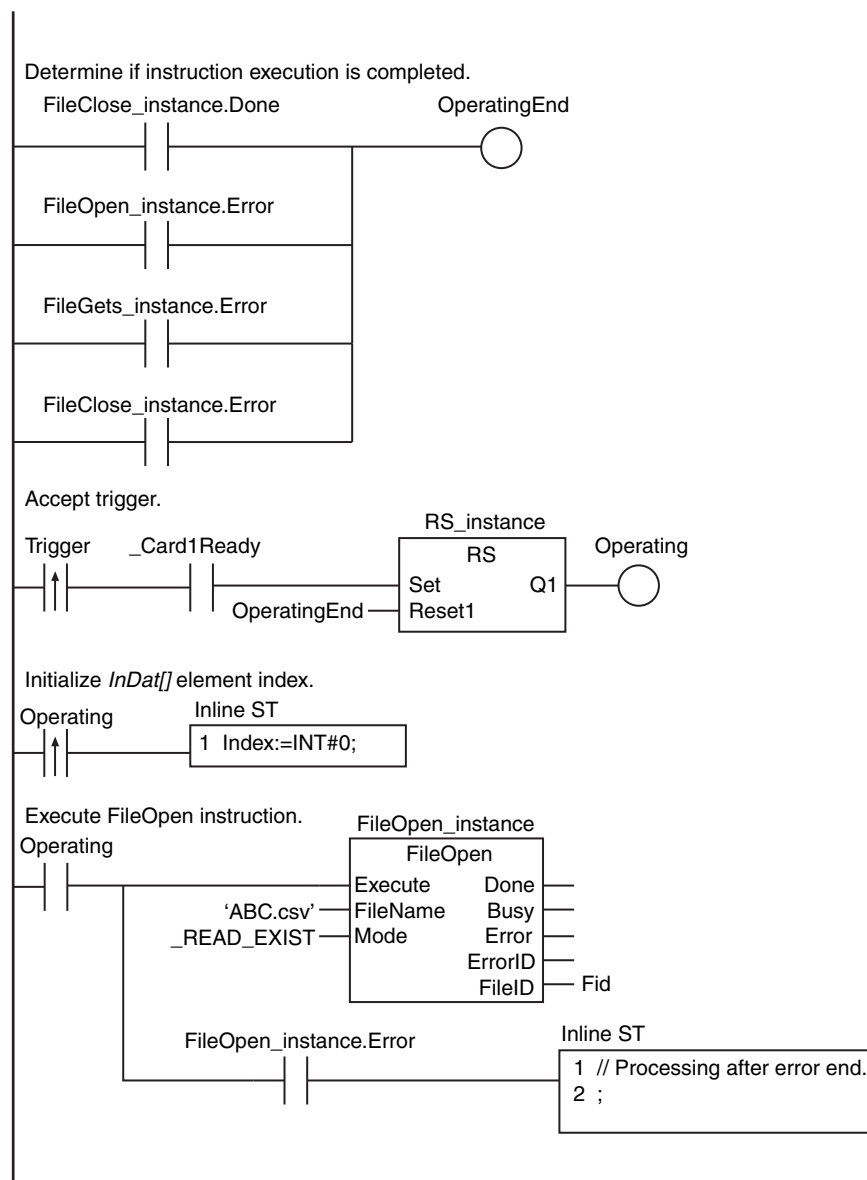 Determine if instruction execution is completed.
FileClose_instance.Done OperatingEnd
FileOpen_instance.Error
FileGets_instance.Error
FileClose_instance.Error
Accept trigger.
RS_instance
Trigger _Card1Ready RS Operating
Set Q1
OperatingEnd Reset1
Initialize InDat[] element index.
Operating Inline ST
1 Index:=INT#0;
Execute FileOpen instruction.
FileOpen_instance
Operating FileOpen
Execute Done
‘ABC.csv’ FileName Busy
_READ_EXIST Mode Error
ErrorID
FileID Fid
FileOpen_instance.Error Inline ST
1 // Processing after error end.
2 ;